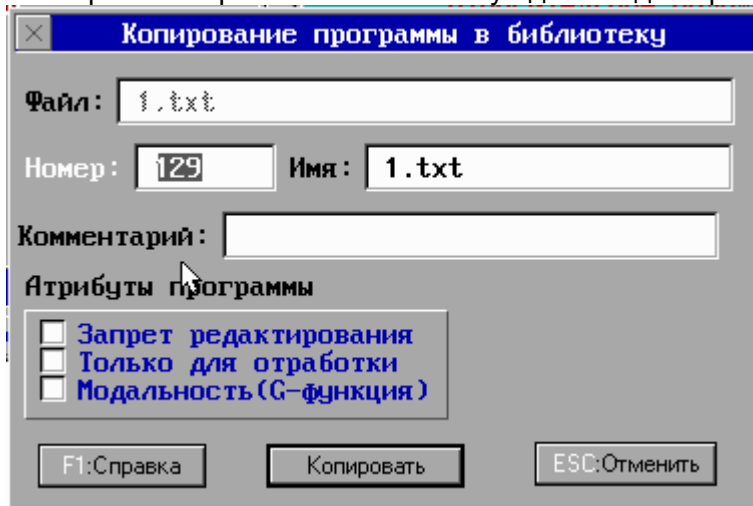 Копирование программы в библиотеку
Файл: 1.txt
Номер: 129 Имя: 1.txt
Комментарий:
Атрибуты программы
Запрет редактирования
Только для отработки
Модальность(G-функция)
F1:Справка Копировать ESC:Отменить